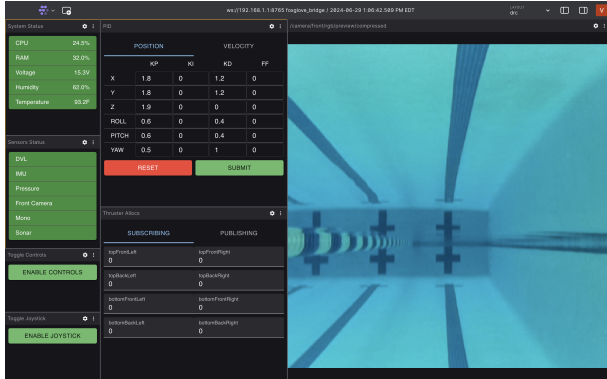 ws://192.168.1.1:8765 foxglove_bridge / 2024-06-29 1:06:42.509 PM EDT
LAYOUT
dro
V
System Status
CPU 24.5%
RAM 32.0%
Voltage 15.3V
Humidity 62.0%
Temperature 93.2F
Sensors Status
DVL
IMU
Pressure
Front Camera
Mono
Sonar
Toggle Controls
ENABLE CONTROLS
Toggle Joystick
ENABLE JOYSTICK
PID
POSITION VELOCITY
KP KI KD FF
X 1.8 0 1.2 0
Y 1.8 0 1.2 0
Z 1.9 0 0 0
ROLL 0.6 0 0.4 0
PITCH 0.6 0 0.4 0
YAW 0.5 0 1 0
RESET SUBMIT
Thruster Allocs
SUBSCRIBING PUBLISHING
topFrontLeft topFrontRight
0 0
topBackLeft topBackRight
0 0
bottomFrontLeft bottomFrontRight
0 0
bottomBackLeft bottomBackRight
0 0
/camera/front/rgb/preview/compressed